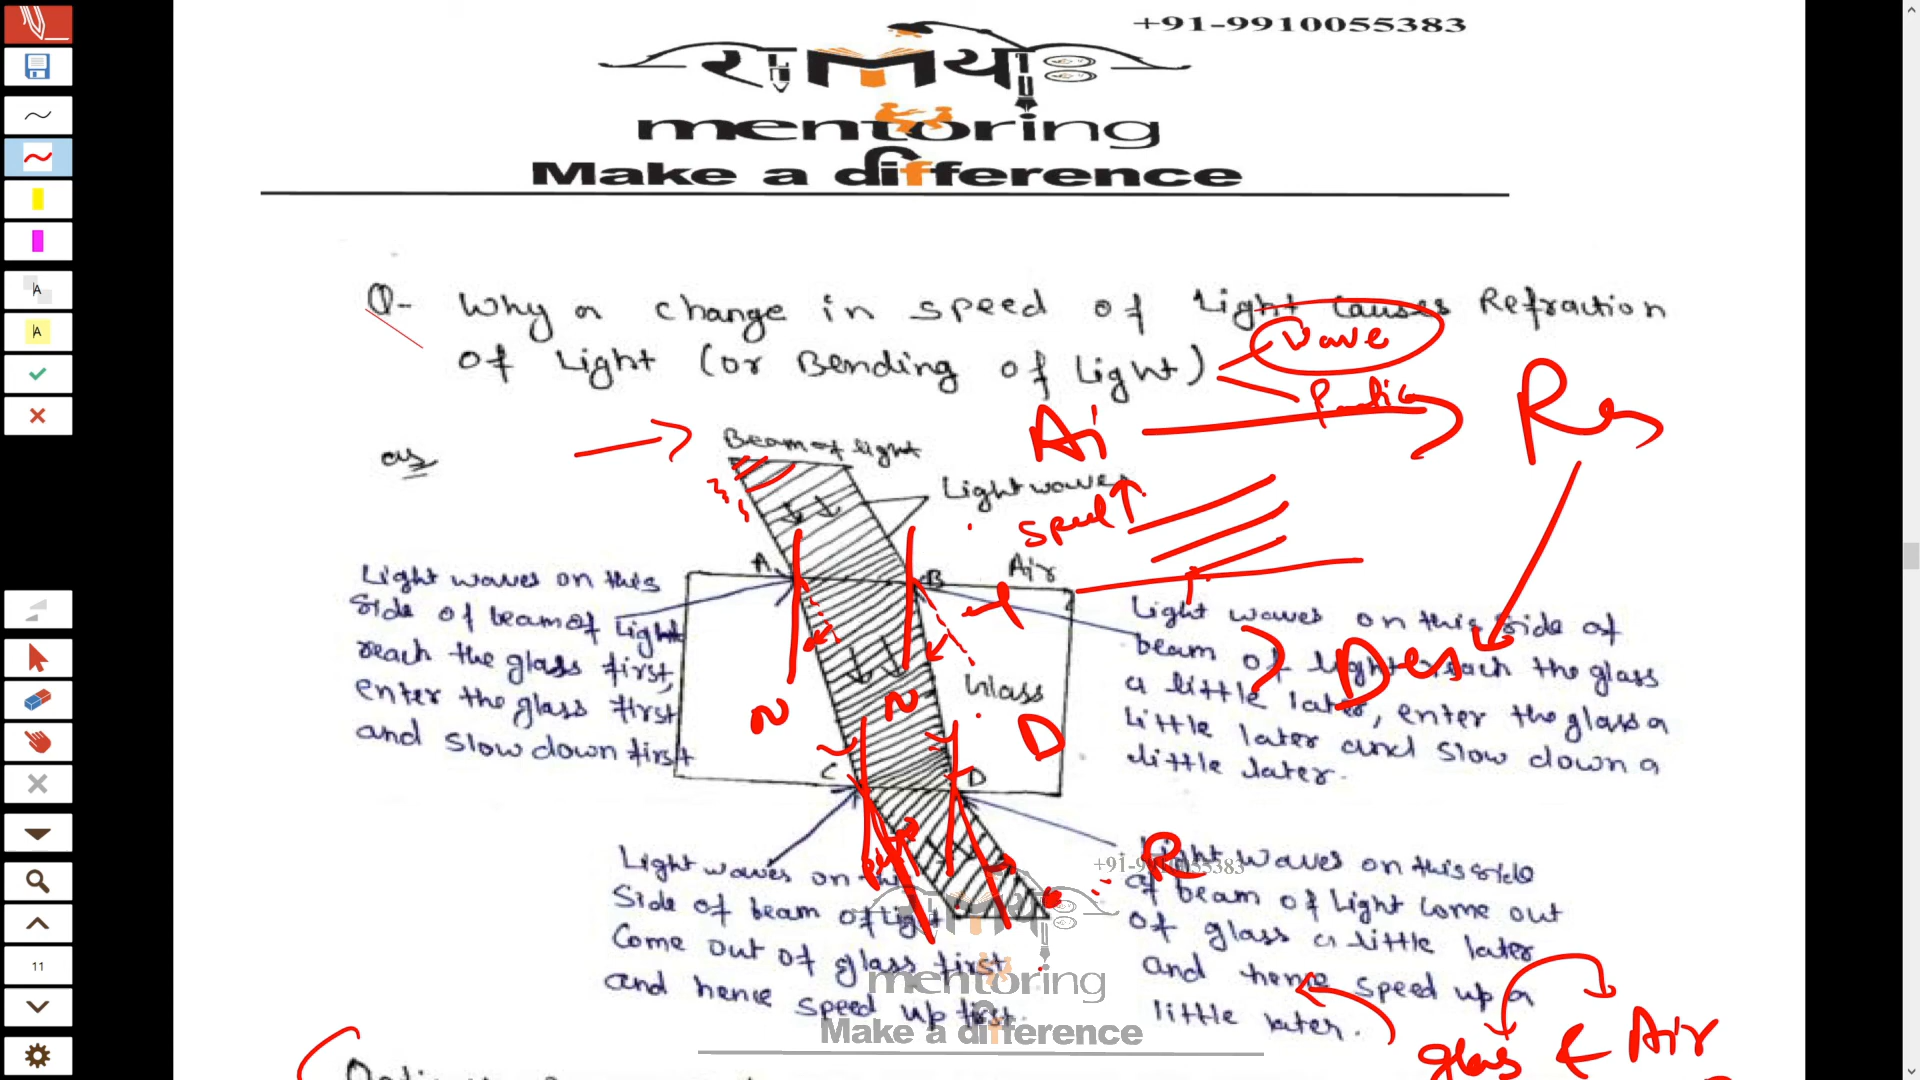 +91-9910055383
रामेया
mentoring
Make a difference
Q- Why a change in speed of Light causes Refraction
of Light (or Bending of Light)
Wave
Ai
Beam of light
Light waves
Speed
Air
A
B
Light waves on this
side of beam of Light
reach the glass first,
enter the glass first
and slow down first
Light waves on this side of
beam of light reach the glass
a little later, enter the glass a
little later and slow down a
little later.
N
N
Glass
D
C
D
Light waves on this
Side of beam of Light
Come out of glass first
and hence speed up first.
R
Light waves on this side
of beam of light come out
of glass a little later
and hence speed up a
little later.
+91-9910055383
mentoring
Make a difference
glas & Air
11